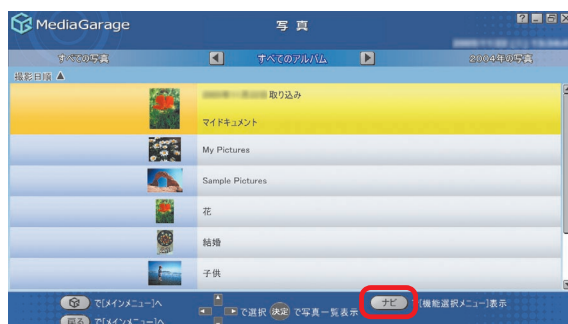 MediaGarage
写真
すべての写真
すべてのアルバム
2004年の写真
撮影日順 ▲
取り込み
マイドキュメント
My Pictures
Sample Pictures
花
結婚
子供
で[メインメニュー]へ
で選択 決定 で写真一覧表示
ナビ で[機能選択メニュー]表示
戻る で[メインメニュー]へ